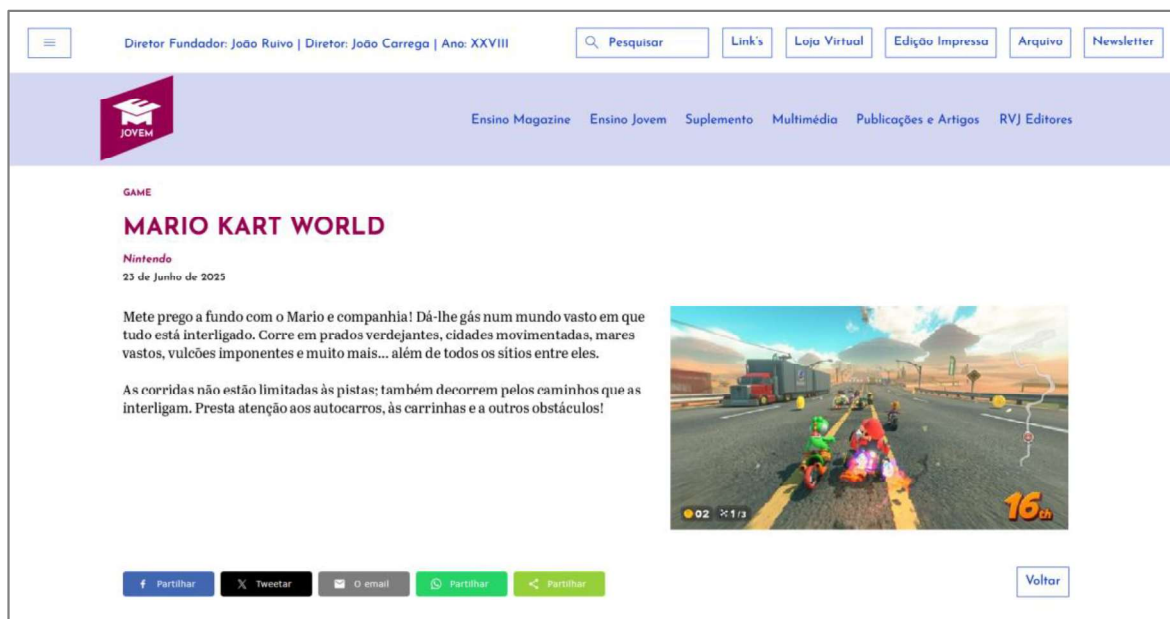 Diretor Fundador: João Ruivo | Diretor: João Carrega | Ano: XXVIII
Pesquisar
Link's
Loja Virtual
Edição Impressa
Arquivo
Newsletter
JOVEM
Ensino Magazine
Ensino Jovem
Suplemento
Multimédia
Publicações e Artigos
RVJ Editores
GAME
MARIO KART WORLD
Nintendo
23 de Junho de 2025
Mete prego a fundo com o Mario e companhia! Dá-lhe gás num mundo vasto em que
tudo está interligado. Corre em prados verdejantes, cidades movimentadas, mares
vastos, vulcões imponentes e muito mais... além de todos os sítios entre eles.
As corridas não estão limitadas às pistas; também decorrem pelos caminhos que as
interligam. Presta atenção aos autocarros, às carrinhas e a outros obstáculos!
02 1/3
16th
Partilhar
Tweetar
O email
Partilhar
Partilhar
Voltar